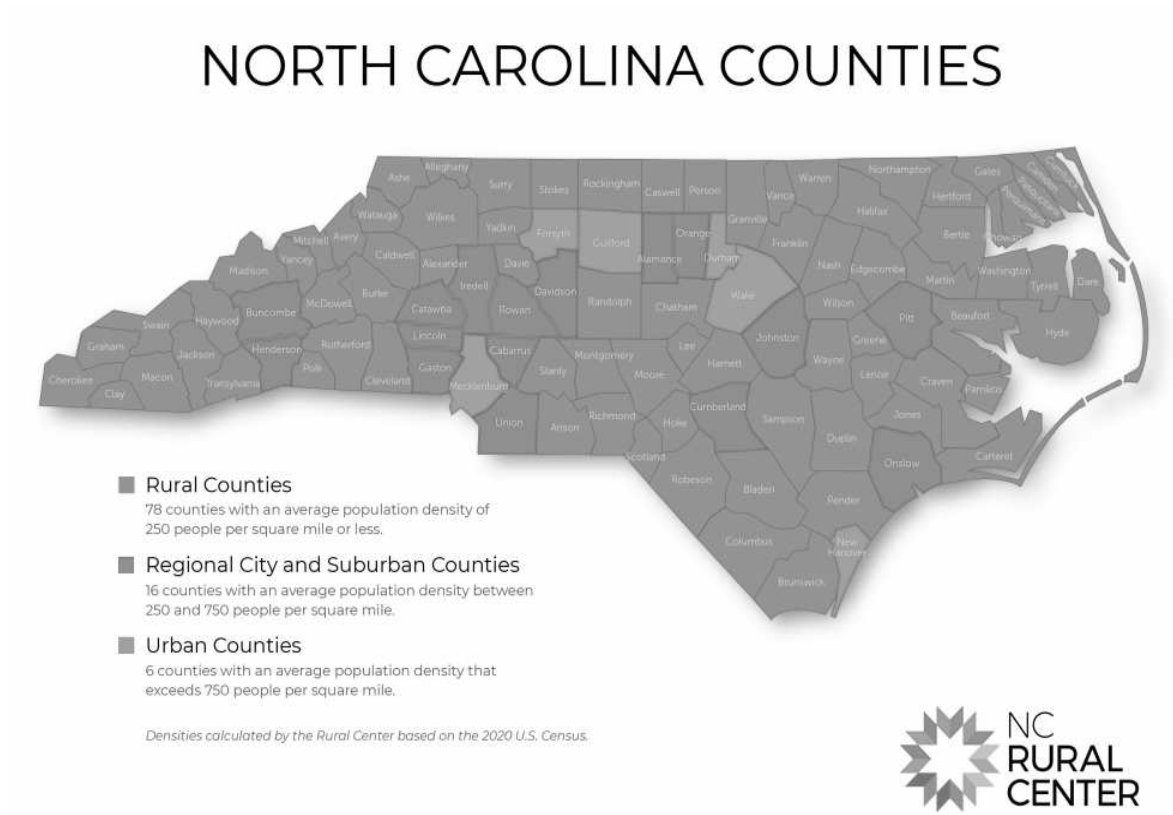 NORTH CAROLINA COUNTIES
Alleghany
Ashe
Surry
Stokes
Rockingham
Caswell
Person
Vance
Warren
Northampton
Gates
Currituck
Camden
Pasquotank
Perquimans
Hertford
Watauga
Wilkes
Yadkin
Forsyth
Guilford
Orange
Granville
Halifax
Bertie
Chowan
Mitchell
Avery
Yancey
Caldwell
Alexander
Davie
Alamance
Durham
Franklin
Nash
Edgecombe
Martin
Washington
Tyrrell
Dare
Madison
Burke
Iredell
Davidson
Randolph
Chatham
Wake
Wilson
Beaufort
Hyde
Swain
Haywood
Buncombe
McDowell
Catawba
Rowan
Pitt
Graham
Jackson
Henderson
Rutherford
Lincoln
Cabarrus
Montgomery
Lee
Johnston
Greene
Cherokee
Clay
Macon
Transylvania
Polk
Cleveland
Gaston
Mecklenburg
Stanly
Moore
Harnett
Wayne
Lenoir
Craven
Pamlico
Union
Anson
Richmond
Hoke
Cumberland
Sampson
Duplin
Jones
Carteret
Scotland
Robeson
Bladen
Onslow
Pender
Columbus
New
Hanover
Brunswick
Rural Counties
78 counties with an average population density of
250 people per square mile or less.
Regional City and Suburban Counties
16 counties with an average population density between
250 and 750 people per square mile.
Urban Counties
6 counties with an average population density that
exceeds 750 people per square mile.
Densities calculated by the Rural Center based on the 2020 U.S. Census.
NC
RURAL
CENTER